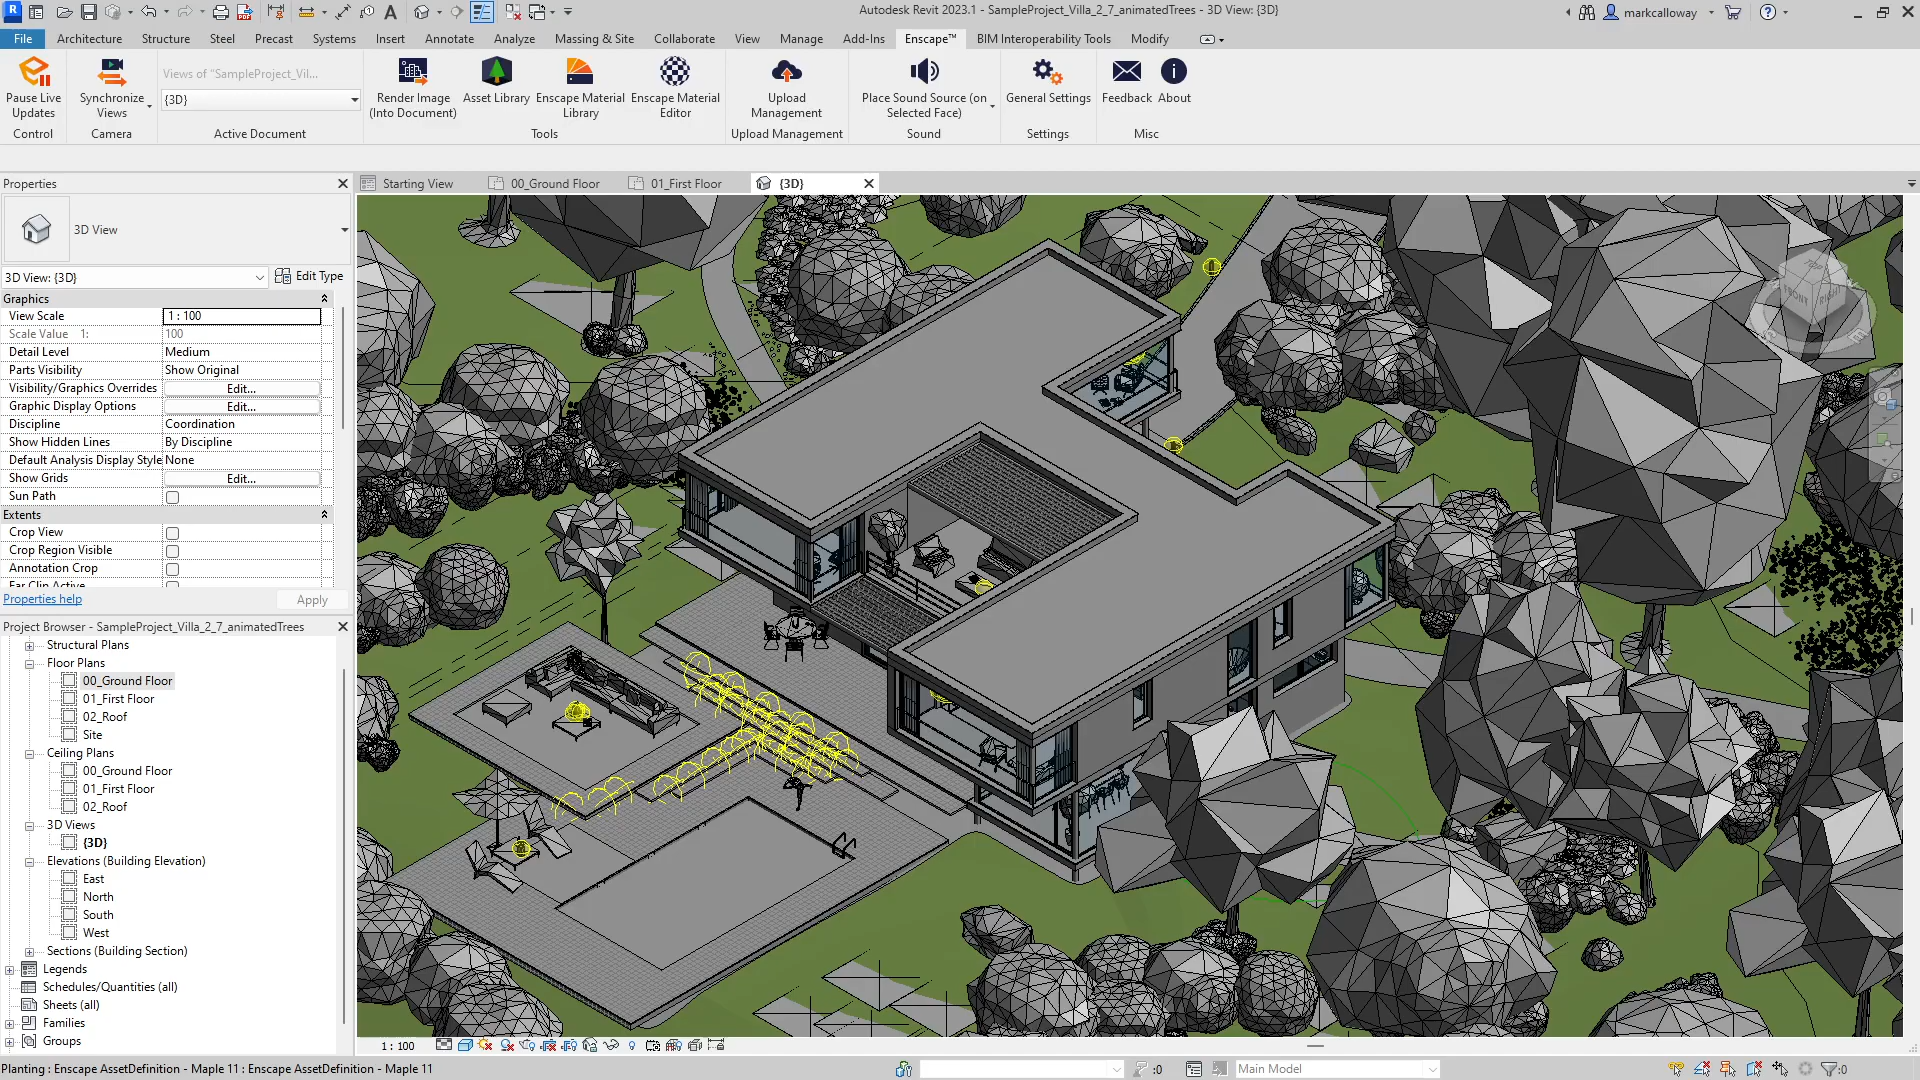 Autodesk Revit 2023.1 - SampleProject_Villa_2_7_animatedTrees - 3D View: {3D}
markcalloway
File Architecture Structure Steel Precast Systems Insert Annotate Analyze Massing & Site Collaborate View Manage Add-Ins Enscape™ BIM Interoperability Tools Modify
Pause Live Updates
Control
Synchronize Views
Camera
Views of "SampleProject_Vil...
{3D}
Active Document
Render Image (Into Document)
Asset Library
Enscape Material Library
Enscape Material Editor
Tools
Upload Management
Upload Management
Place Sound Source (on Selected Face)
Sound
General Settings
Settings
Feedback
About
Misc
Properties
Starting View
00_Ground Floor
01_First Floor
{3D}
3D View
3D View: {3D}
Edit Type
Graphics
View Scale 1 : 100
Scale Value 1: 100
Detail Level Medium
Parts Visibility Show Original
Visibility/Graphics Overrides Edit...
Graphic Display Options Edit...
Discipline Coordination
Show Hidden Lines By Discipline
Default Analysis Display Style None
Show Grids Edit...
Sun Path
Extents
Crop View
Crop Region Visible
Annotation Crop
Far Clip Active
Properties help
Apply
Project Browser - SampleProject_Villa_2_7_animatedTrees
Structural Plans
Floor Plans
00_Ground Floor
01_First Floor
02_Roof
Site
Ceiling Plans
00_Ground Floor
01_First Floor
02_Roof
3D Views
{3D}
Elevations (Building Elevation)
East
North
South
West
Sections (Building Section)
Legends
Schedules/Quantities (all)
Sheets (all)
Families
Groups
TOP
FRONT
RIGHT
1 : 100
Planting : Enscape AssetDefinition - Maple 11 : Enscape AssetDefinition - Maple 11
:0
Main Model
:0